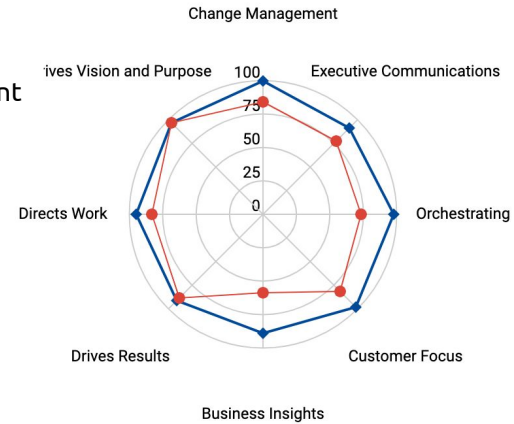 Change Management
rives Vision and Purpose
100
Executive Communications
nt
75
50
25
0
Directs Work
Orchestrating
Drives Results
Customer Focus
Business Insights